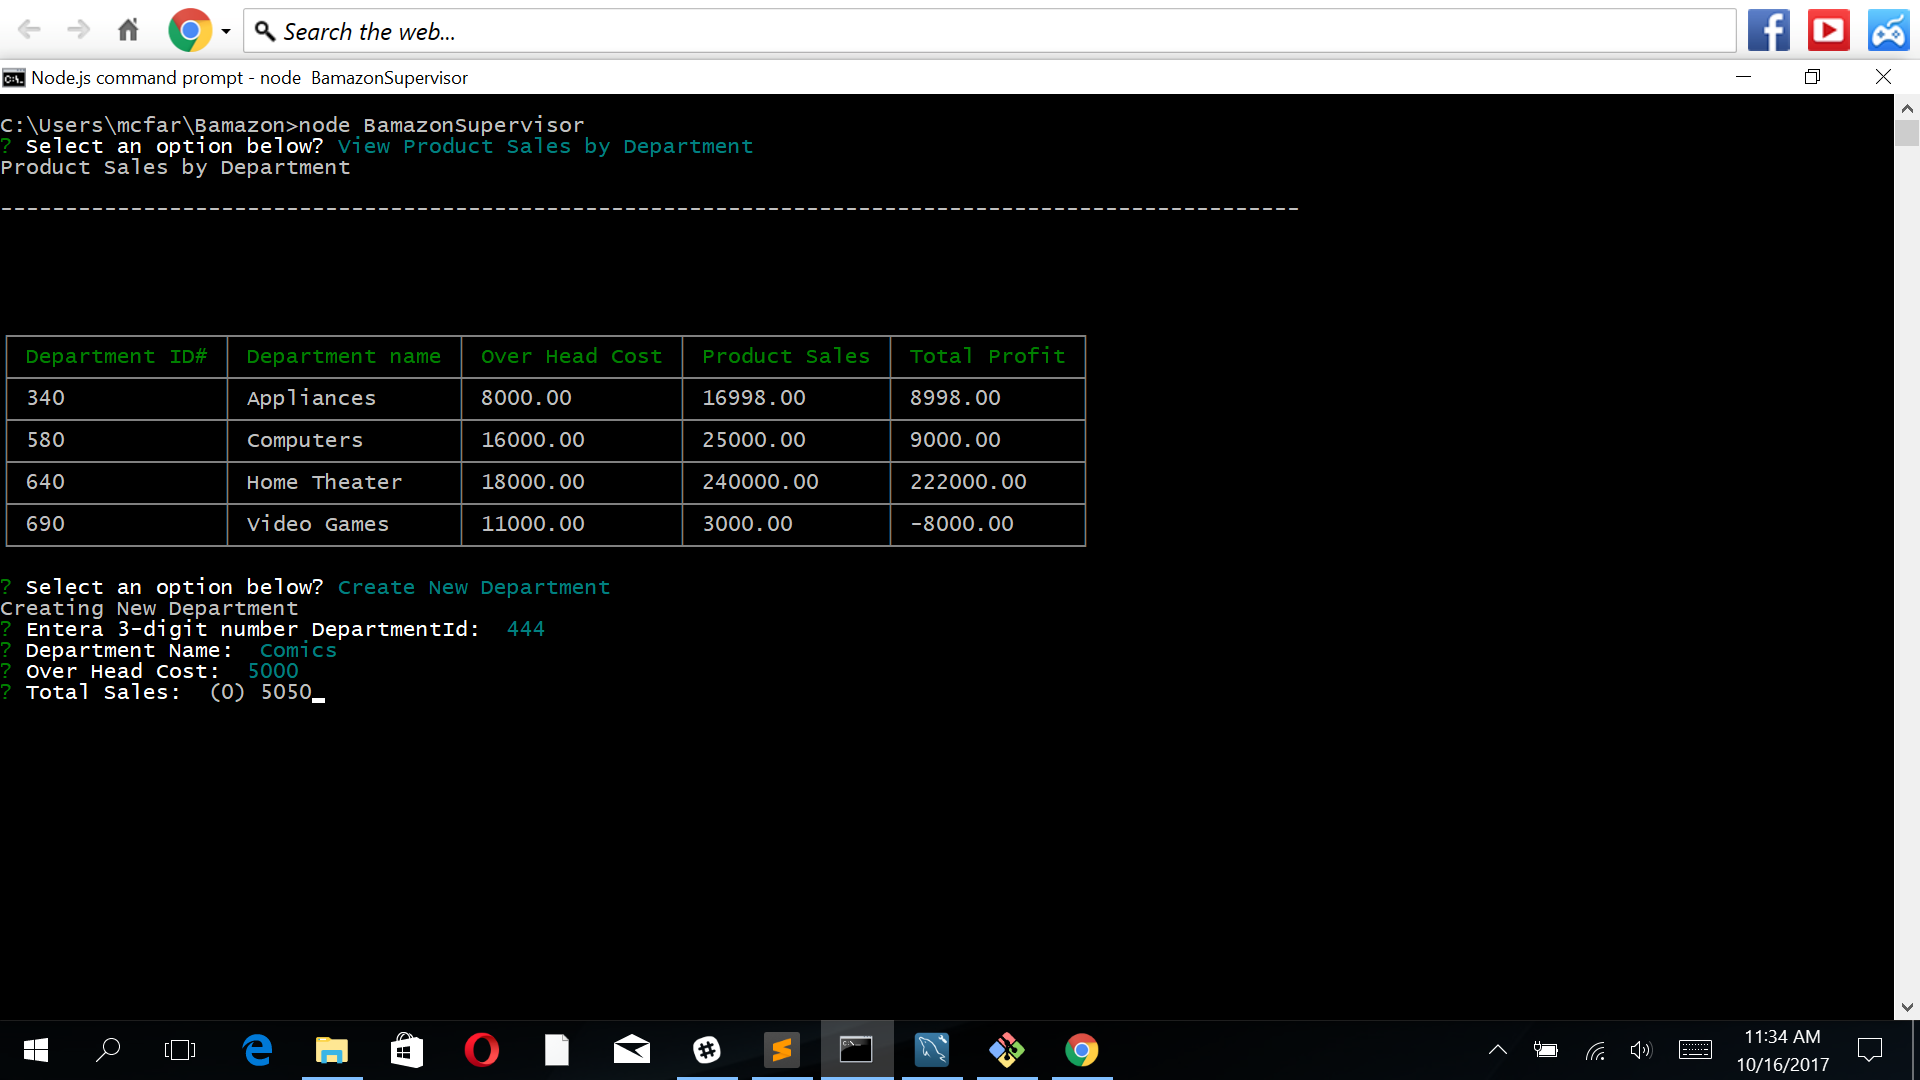 Search the web...
Node.js command prompt - node  BamazonSupervisor
C:\Users\mcfar\Bamazon>node BamazonSupervisor
? Select an option below? View Product Sales by Department
Product Sales by Department
----------------------------------------------------------------------------------------------------
Department ID# Department name Over Head Cost Product Sales Total Profit
340 Appliances 8000.00 16998.00 8998.00
580 Computers 16000.00 25000.00 9000.00
640 Home Theater 18000.00 240000.00 222000.00
690 Video Games 11000.00 3000.00 -8000.00
? Select an option below? Create New Department
Creating New Department
? Entera 3-digit number DepartmentId:  444
? Department Name:  Comics
? Over Head Cost:  5000
? Total Sales:  (0) 5050
11:34 AM
10/16/2017